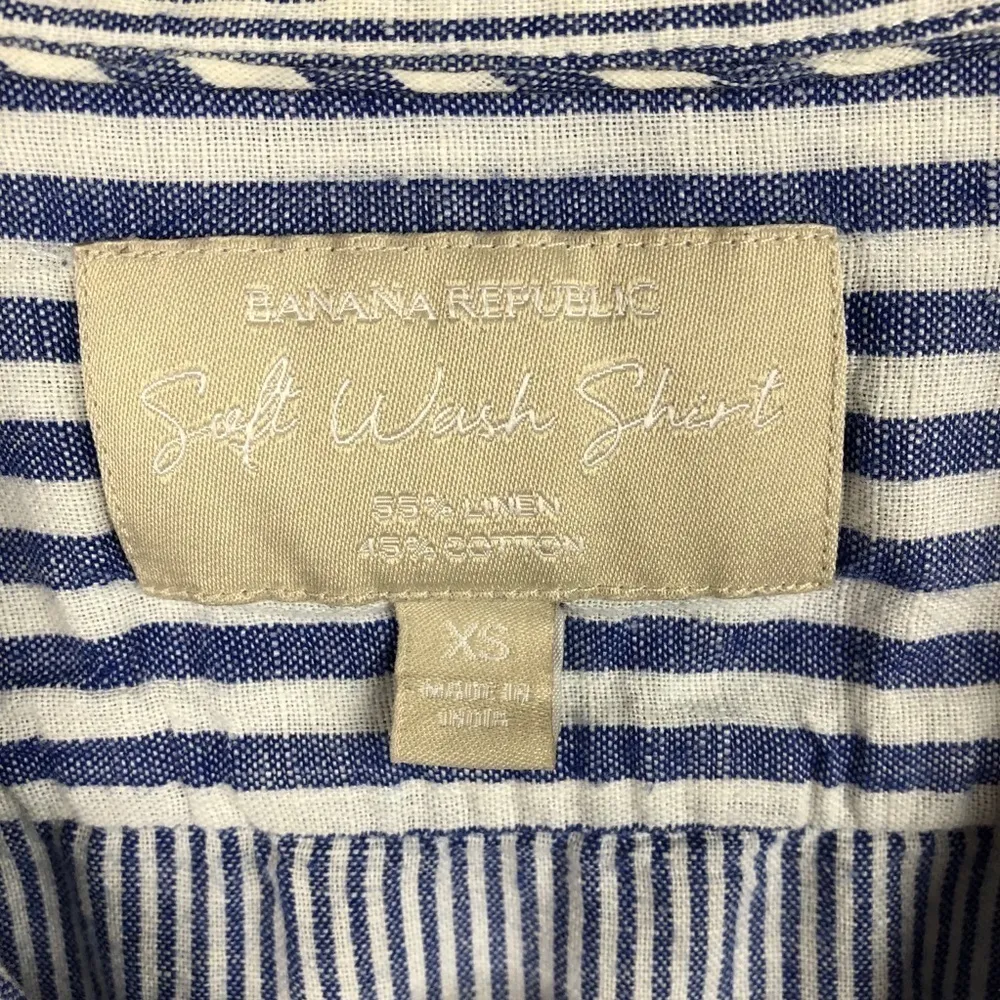 BANANA REPUBLIC
Soft Wash Shirt
55% LINEN
45% COTTON
XS
MADE IN
INDIA